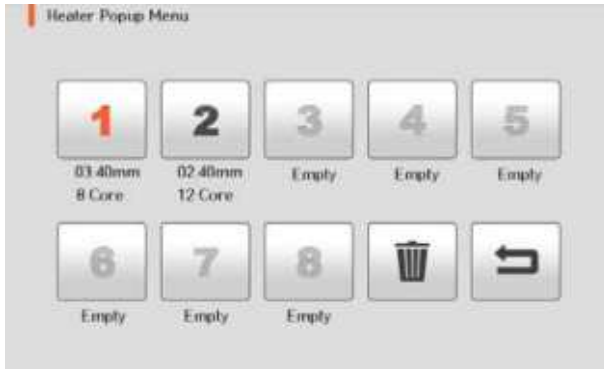 Heater Popup Menu
1 2 3 4 5
03.40mm 02.40mm Empty Empty Empty
8 Core 12 Core
6 7 8
Empty Empty Empty